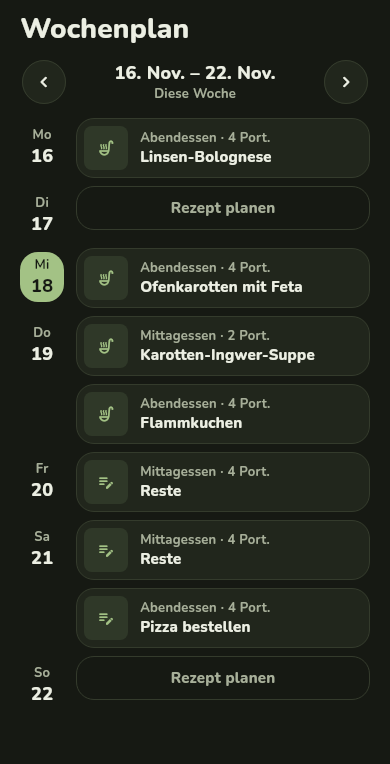 Wochenplan
16. Nov. – 22. Nov.
Diese Woche
Mo
16
Abendessen · 4 Port.
Linsen-Bolognese
Di
17
Rezept planen
Mi
18
Abendessen · 4 Port.
Ofenkarotten mit Feta
Do
19
Mittagessen · 2 Port.
Karotten-Ingwer-Suppe
Abendessen · 4 Port.
Flammkuchen
Fr
20
Mittagessen · 4 Port.
Reste
Sa
21
Mittagessen · 4 Port.
Reste
Abendessen · 4 Port.
Pizza bestellen
So
22
Rezept planen